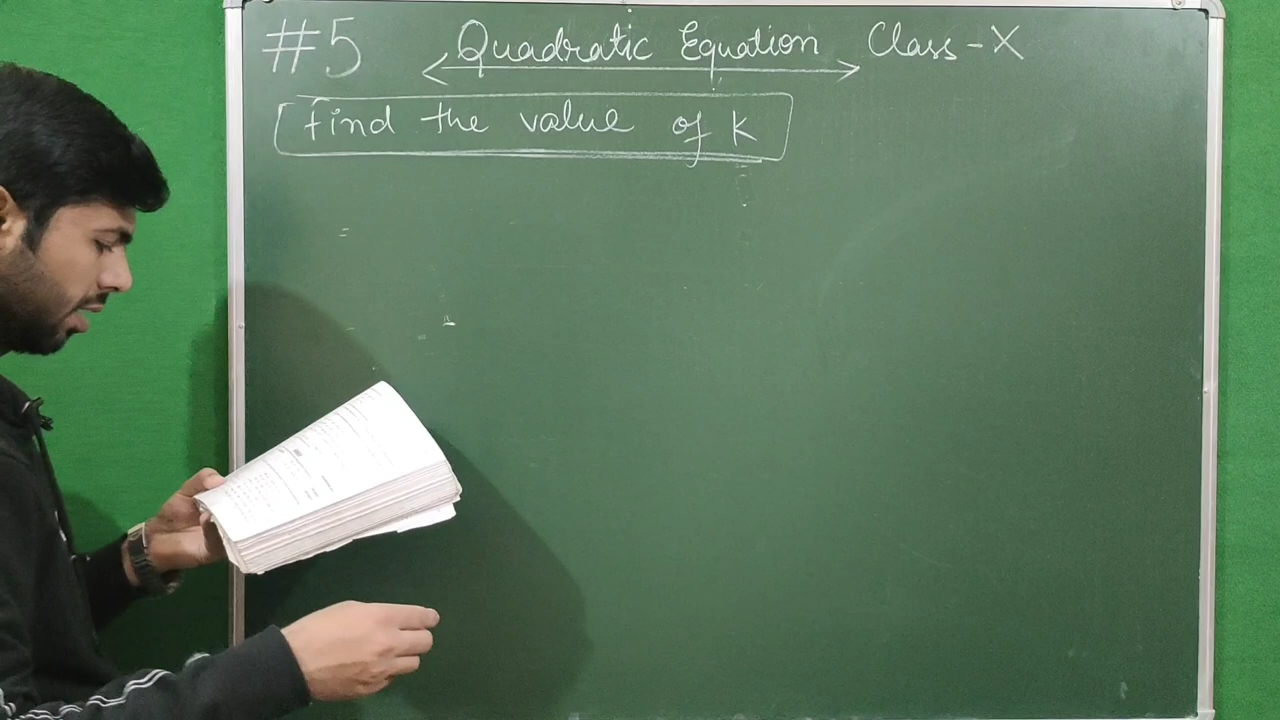 #5 Quadratic Equation Class-X
Find the value of k